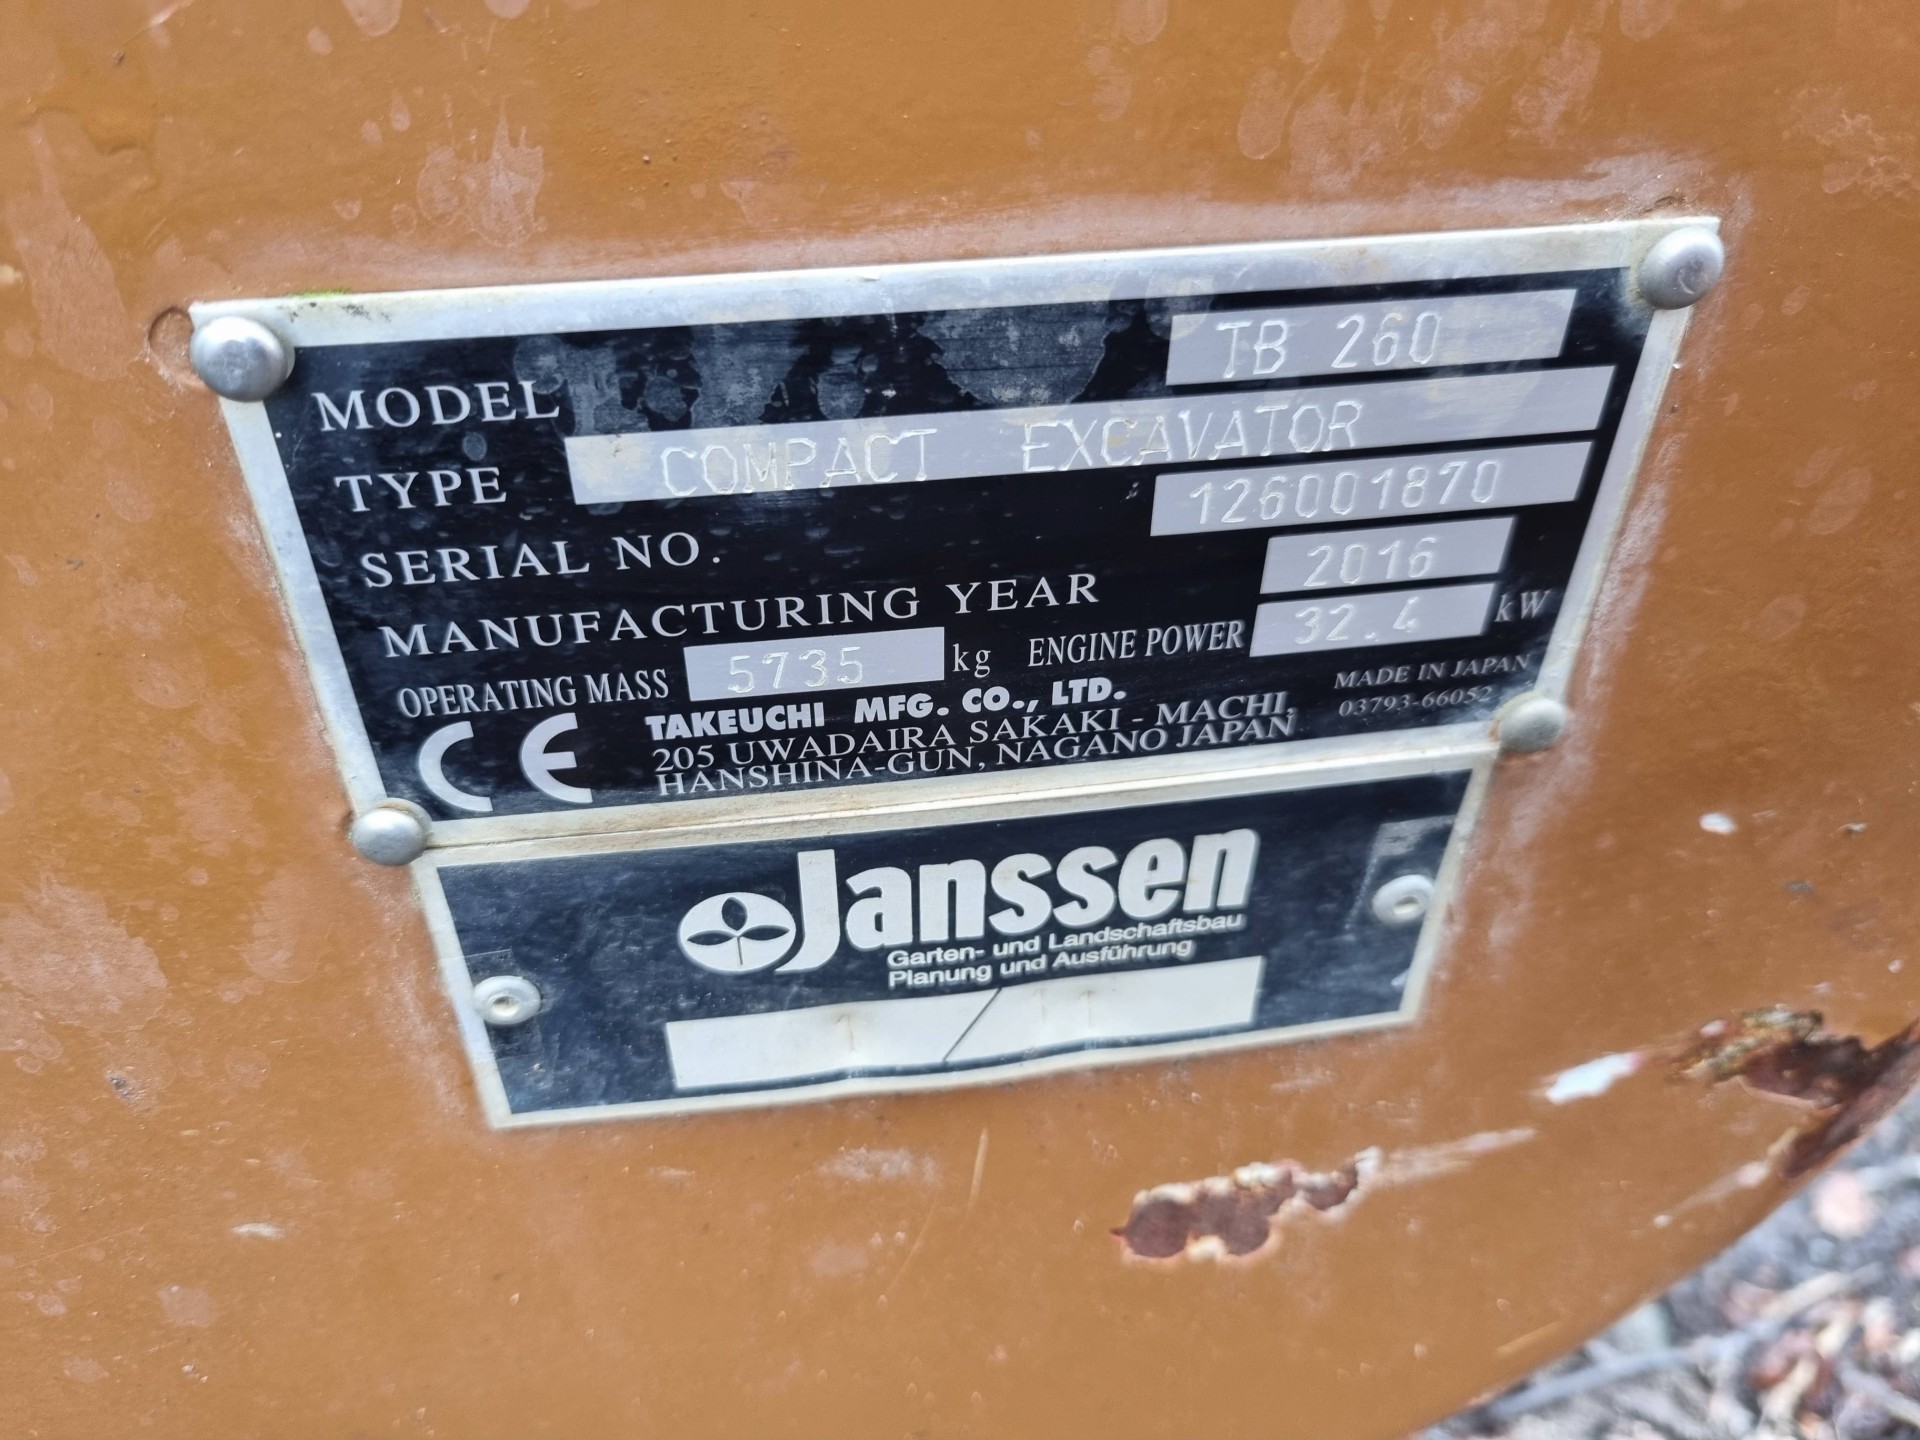 MODEL TB 260
TYPE COMPACT EXCAVATOR
SERIAL NO. 126001870
MANUFACTURING YEAR 2016
OPERATING MASS 5735 kg ENGINE POWER 32.4 kW
CE TAKEUCHI MFG. CO., LTD. MADE IN JAPAN
205 UWADAIRA SAKAKI - MACHI, 03793-66052
HANSHINA-GUN, NAGANO JAPAN
Janssen
Garten- und Landschaftsbau
Planung und Ausführung